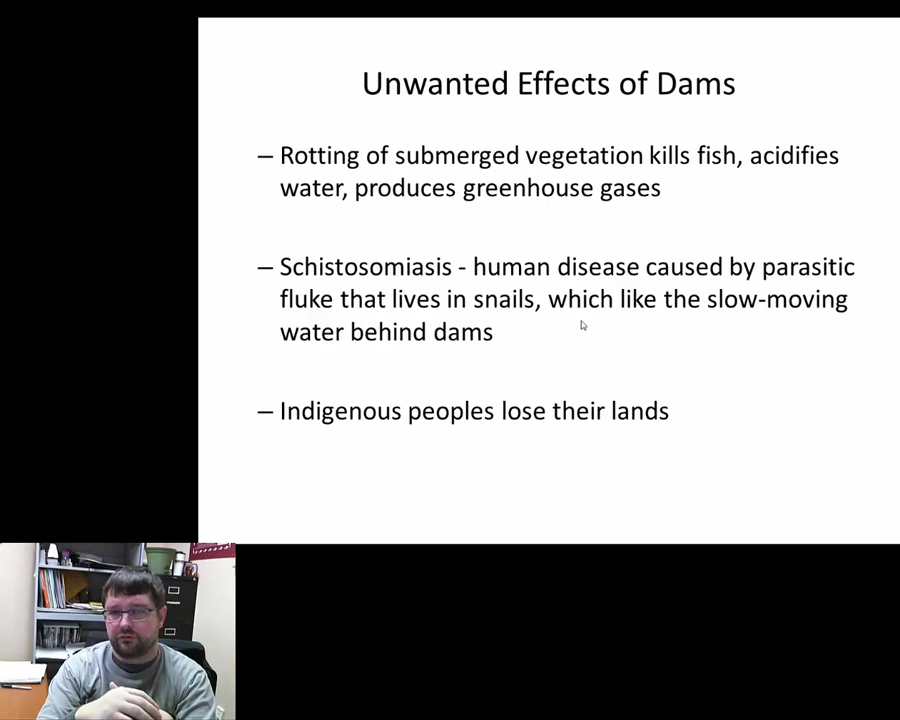 Unwanted Effects of Dams
– Rotting of submerged vegetation kills fish, acidifies
water, produces greenhouse gases
– Schistosomiasis - human disease caused by parasitic
fluke that lives in snails, which like the slow-moving
water behind dams
– Indigenous peoples lose their lands